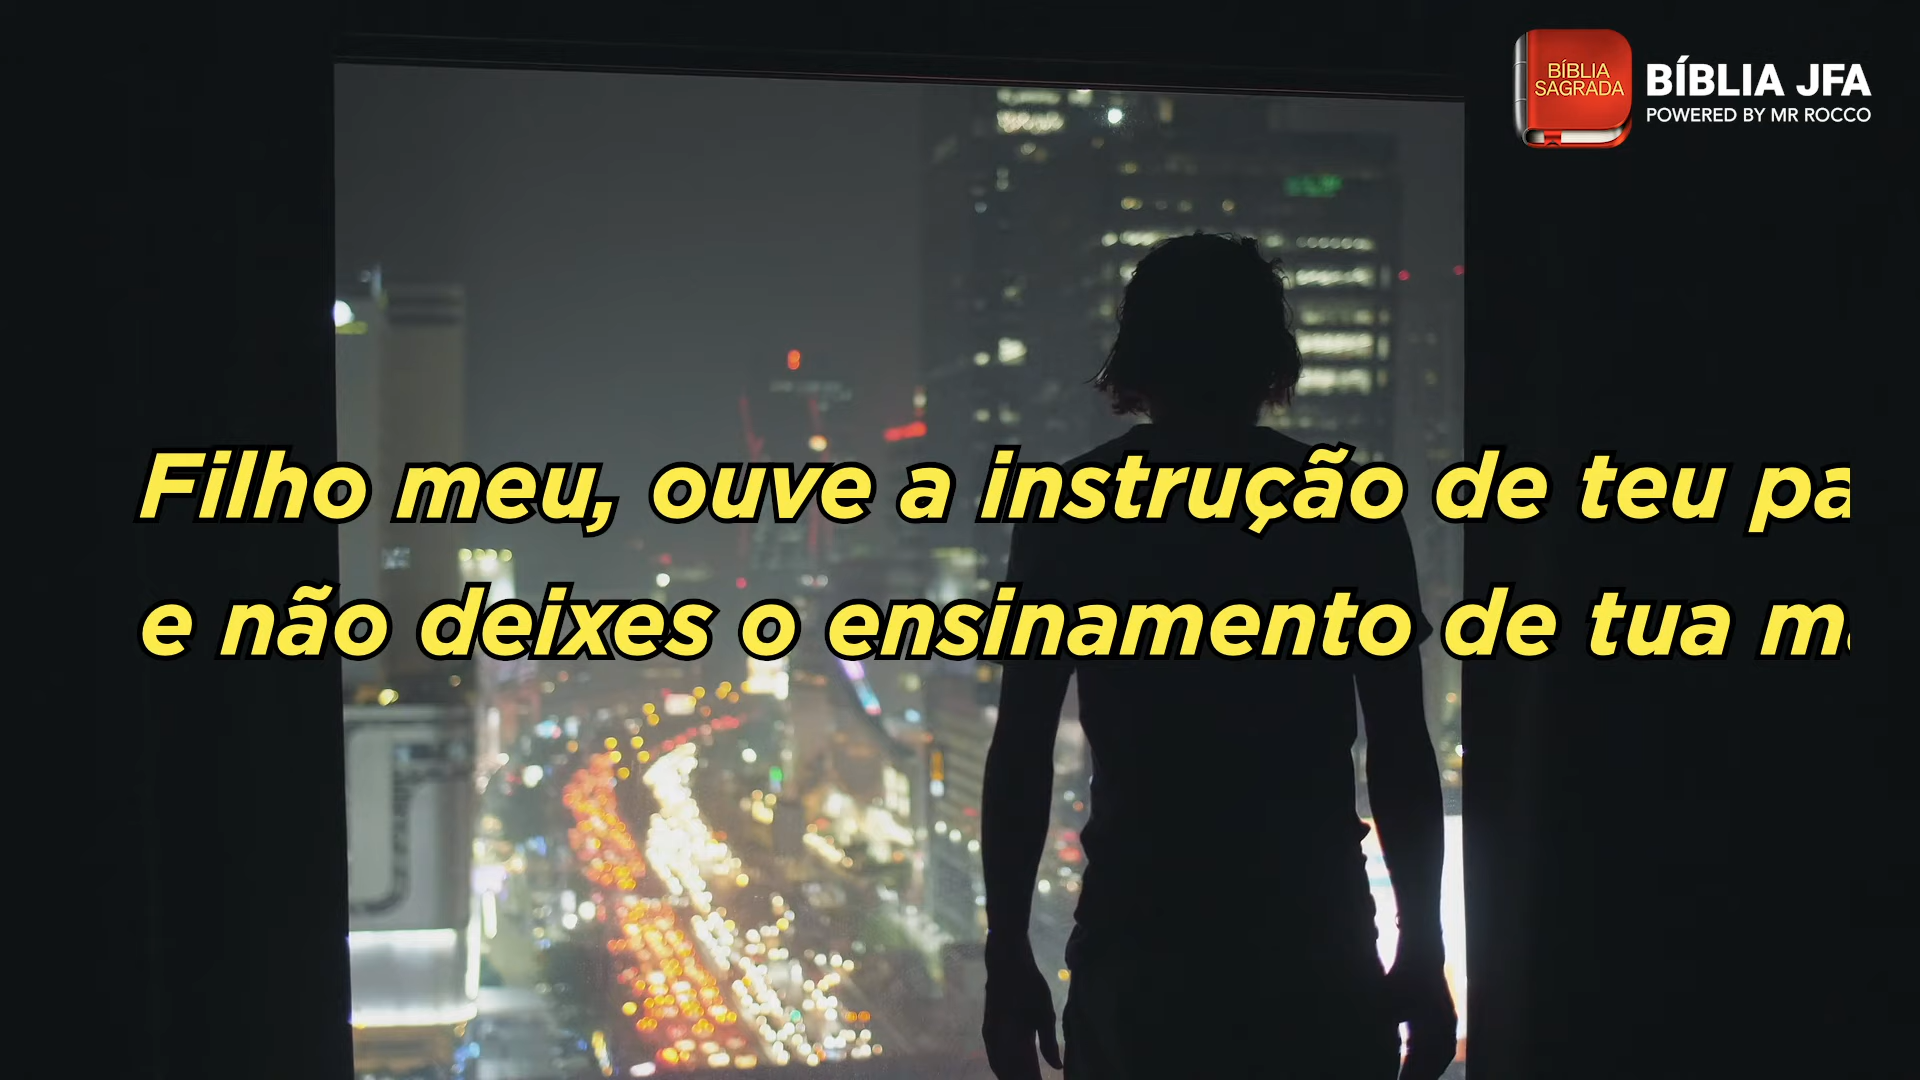 BÍBLIA
SAGRADA
BÍBLIA JFA
POWERED BY MR ROCCO
Filho meu, ouve a instrução de teu pa
e não deixes o ensinamento de tua m